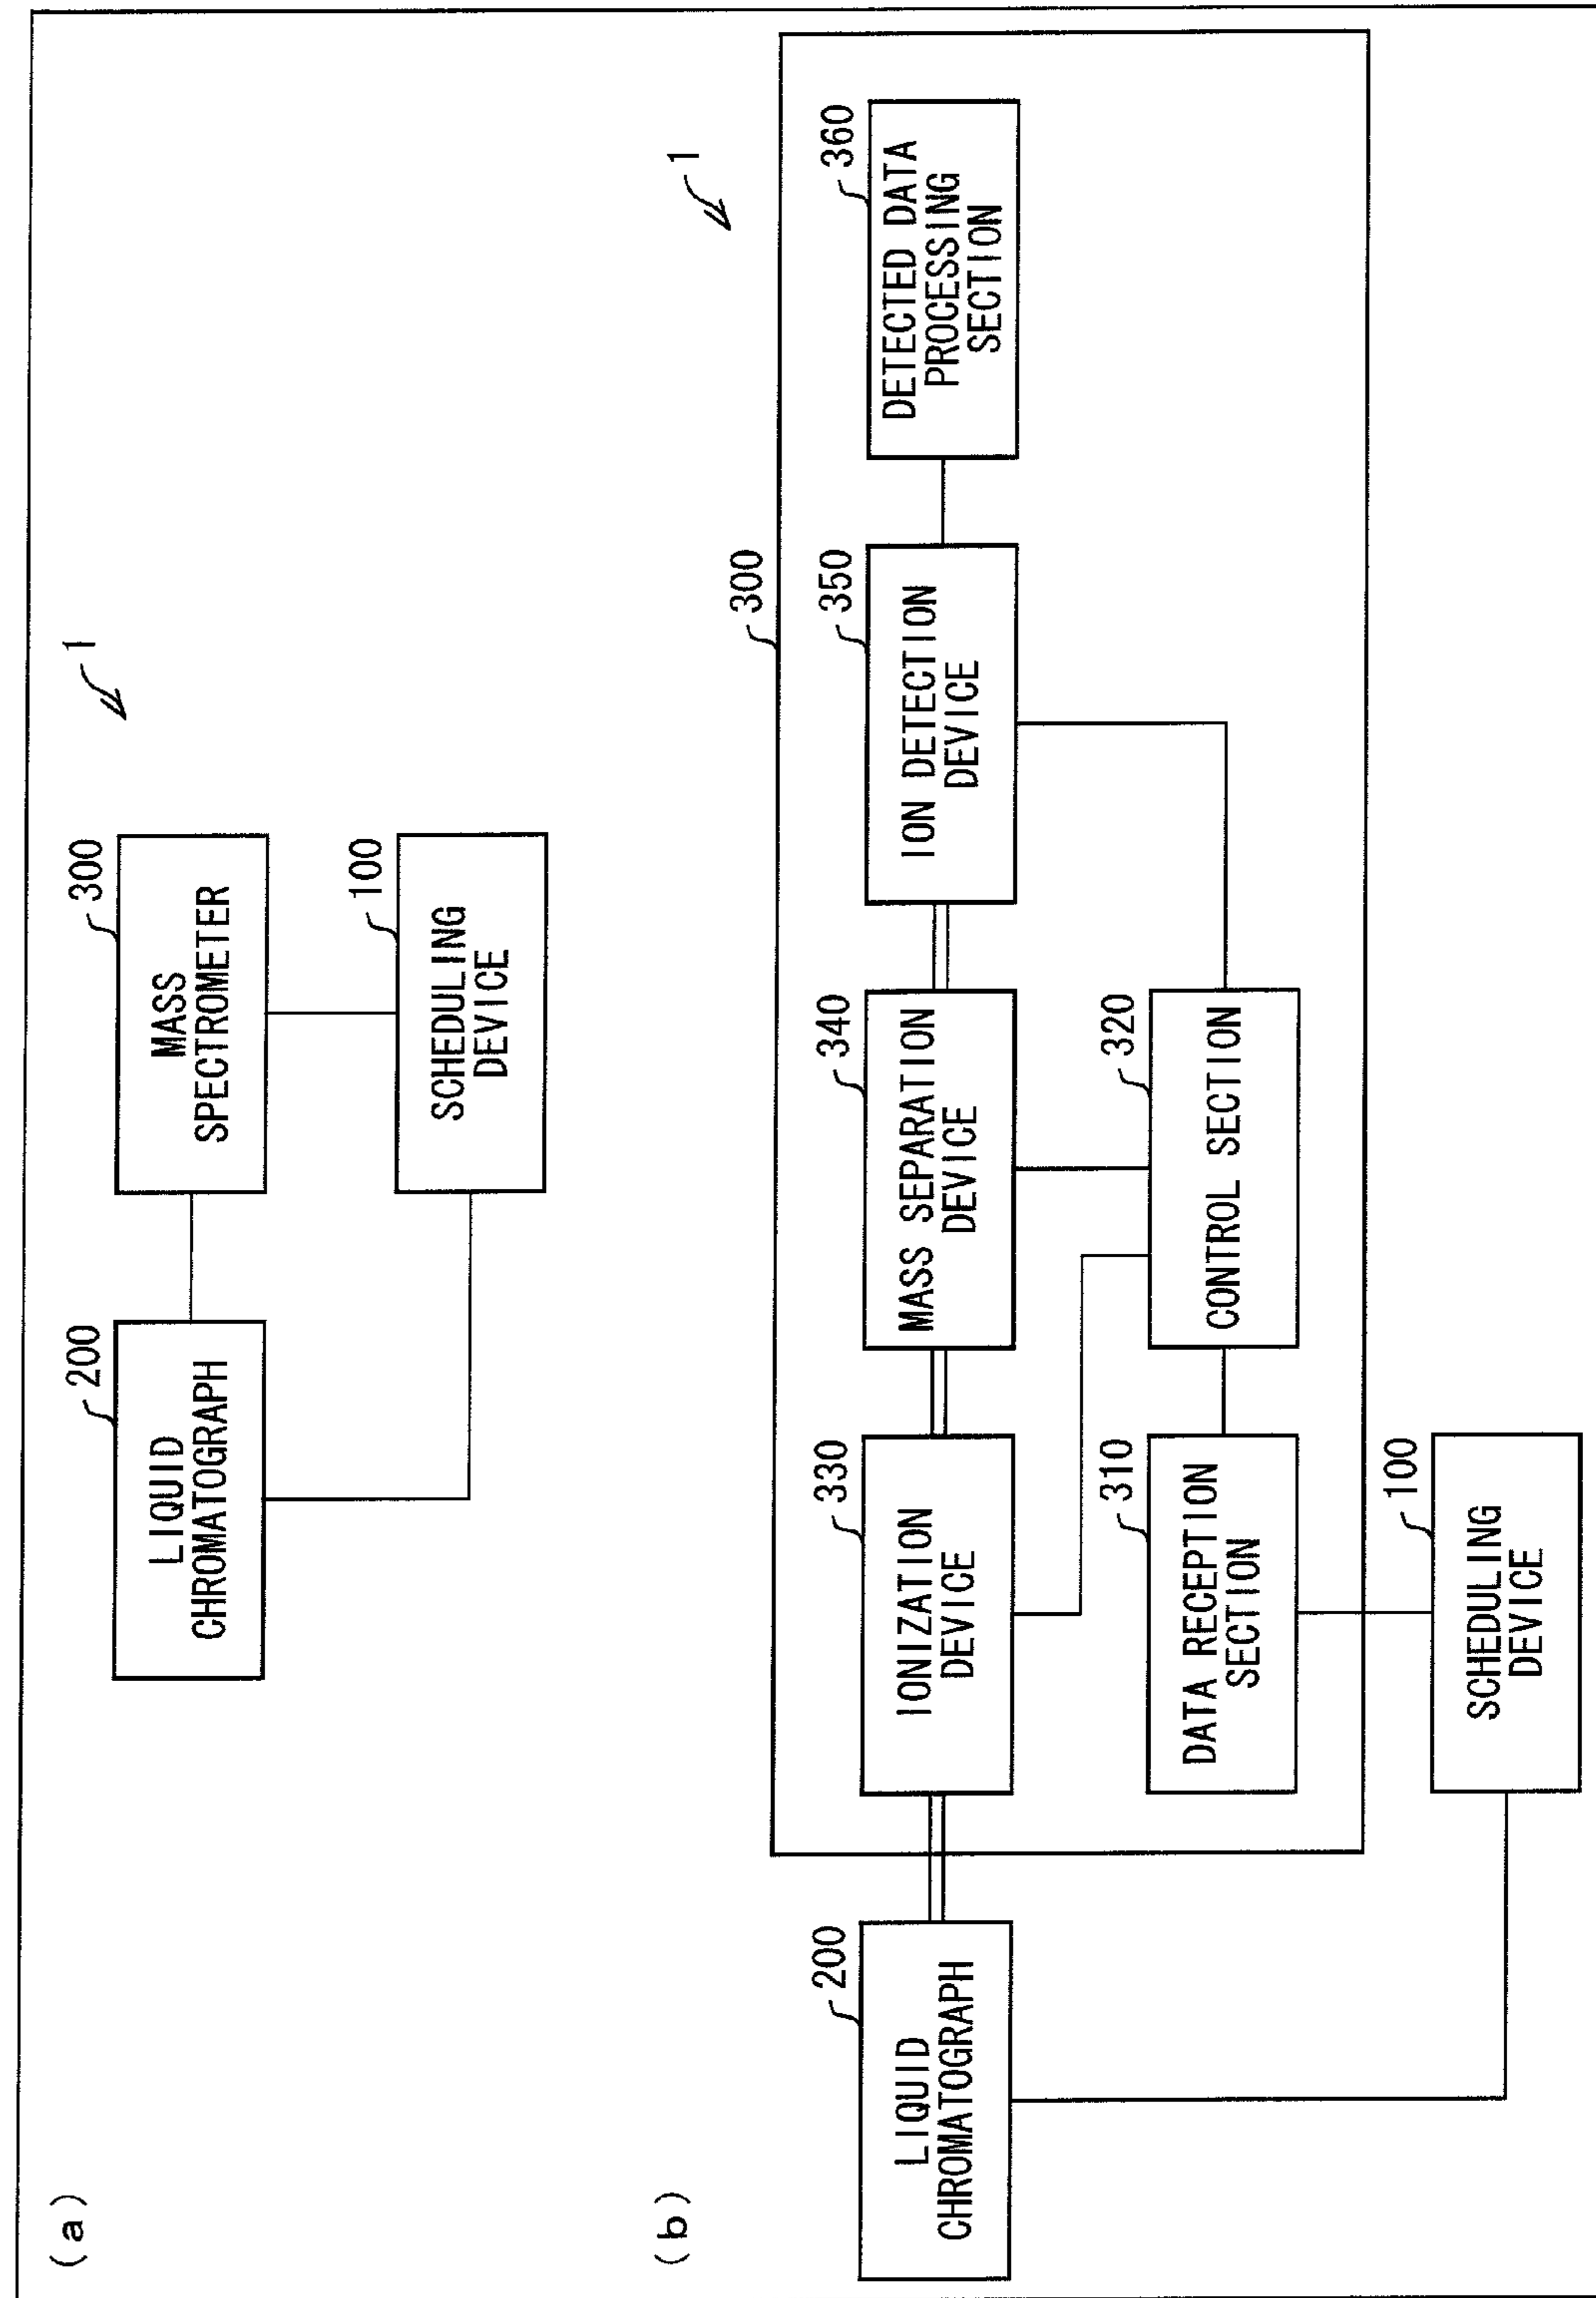 (a)
1
200
LIQUID
CHROMATOGRAPH
300
MASS
SPECTROMETER
100
SCHEDULING
DEVICE
(b)
1
300
200
LIQUID
CHROMATOGRAPH
330
IONIZATION
DEVICE
340
MASS SEPARATION
DEVICE
350
ION DETECTION
DEVICE
360
DETECTED DATA
PROCESSING
SECTION
310
DATA RECEPTION
SECTION
320
CONTROL SECTION
100
SCHEDULING
DEVICE